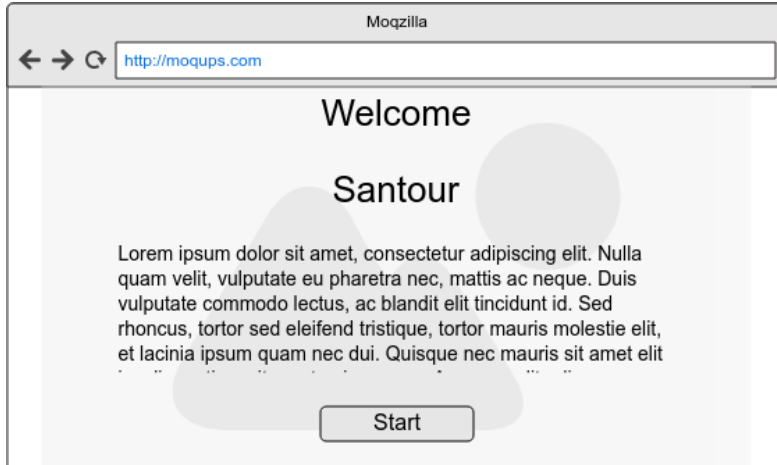 Moqzilla
http://moqups.com
Welcome
Santour
Lorem ipsum dolor sit amet, consectetur adipiscing elit. Nulla
quam velit, vulputate eu pharetra nec, mattis ac neque. Duis
vulputate commodo lectus, ac blandit elit tincidunt id. Sed
rhoncus, tortor sed eleifend tristique, tortor mauris molestie elit,
et lacinia ipsum quam nec dui. Quisque nec mauris sit amet elit
Start